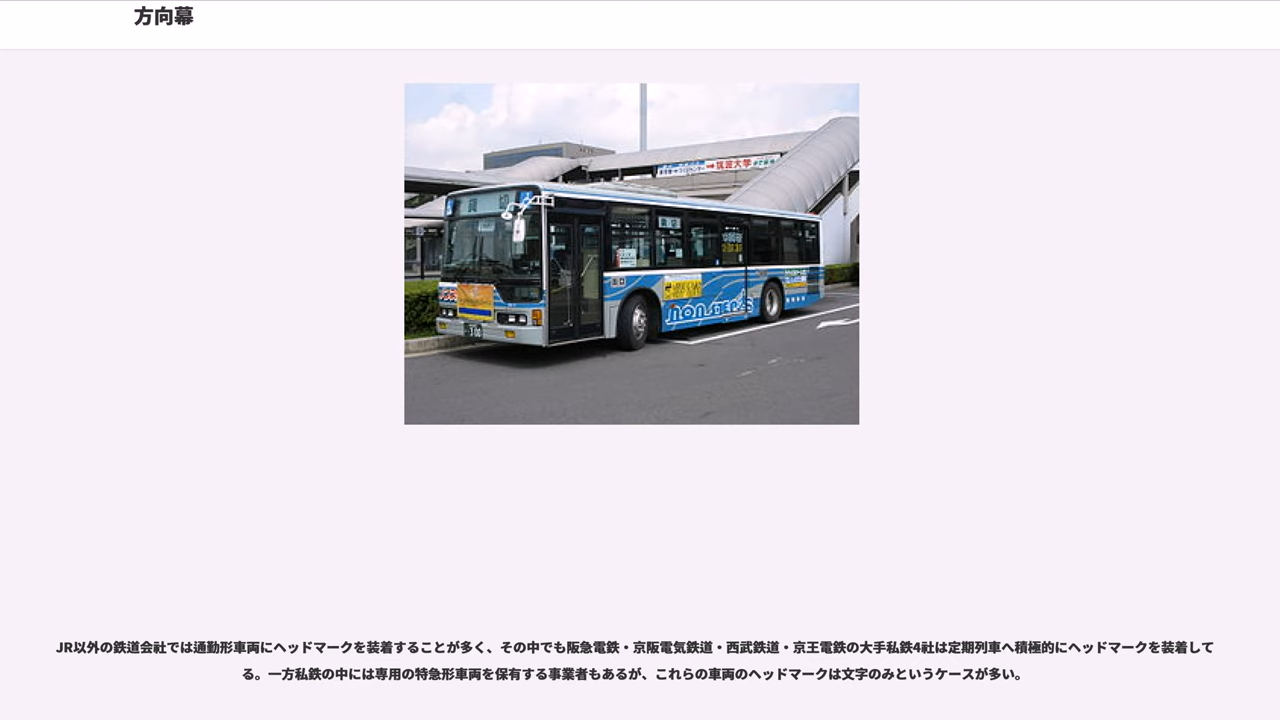 方向幕
→筑波大学
貸切
non step
・300
JR以外の鉄道会社では通勤形車両にヘッドマークを装着することが多く、その中でも阪急電鉄・京阪電気鉄道・西武鉄道・京王電鉄の大手私鉄4社は定期列車へ積極的にヘッドマークを装着して
る。一方私鉄の中には専用の特急形車両を保有する事業者もあるが、これらの車両のヘッドマークは文字のみというケースが多い。